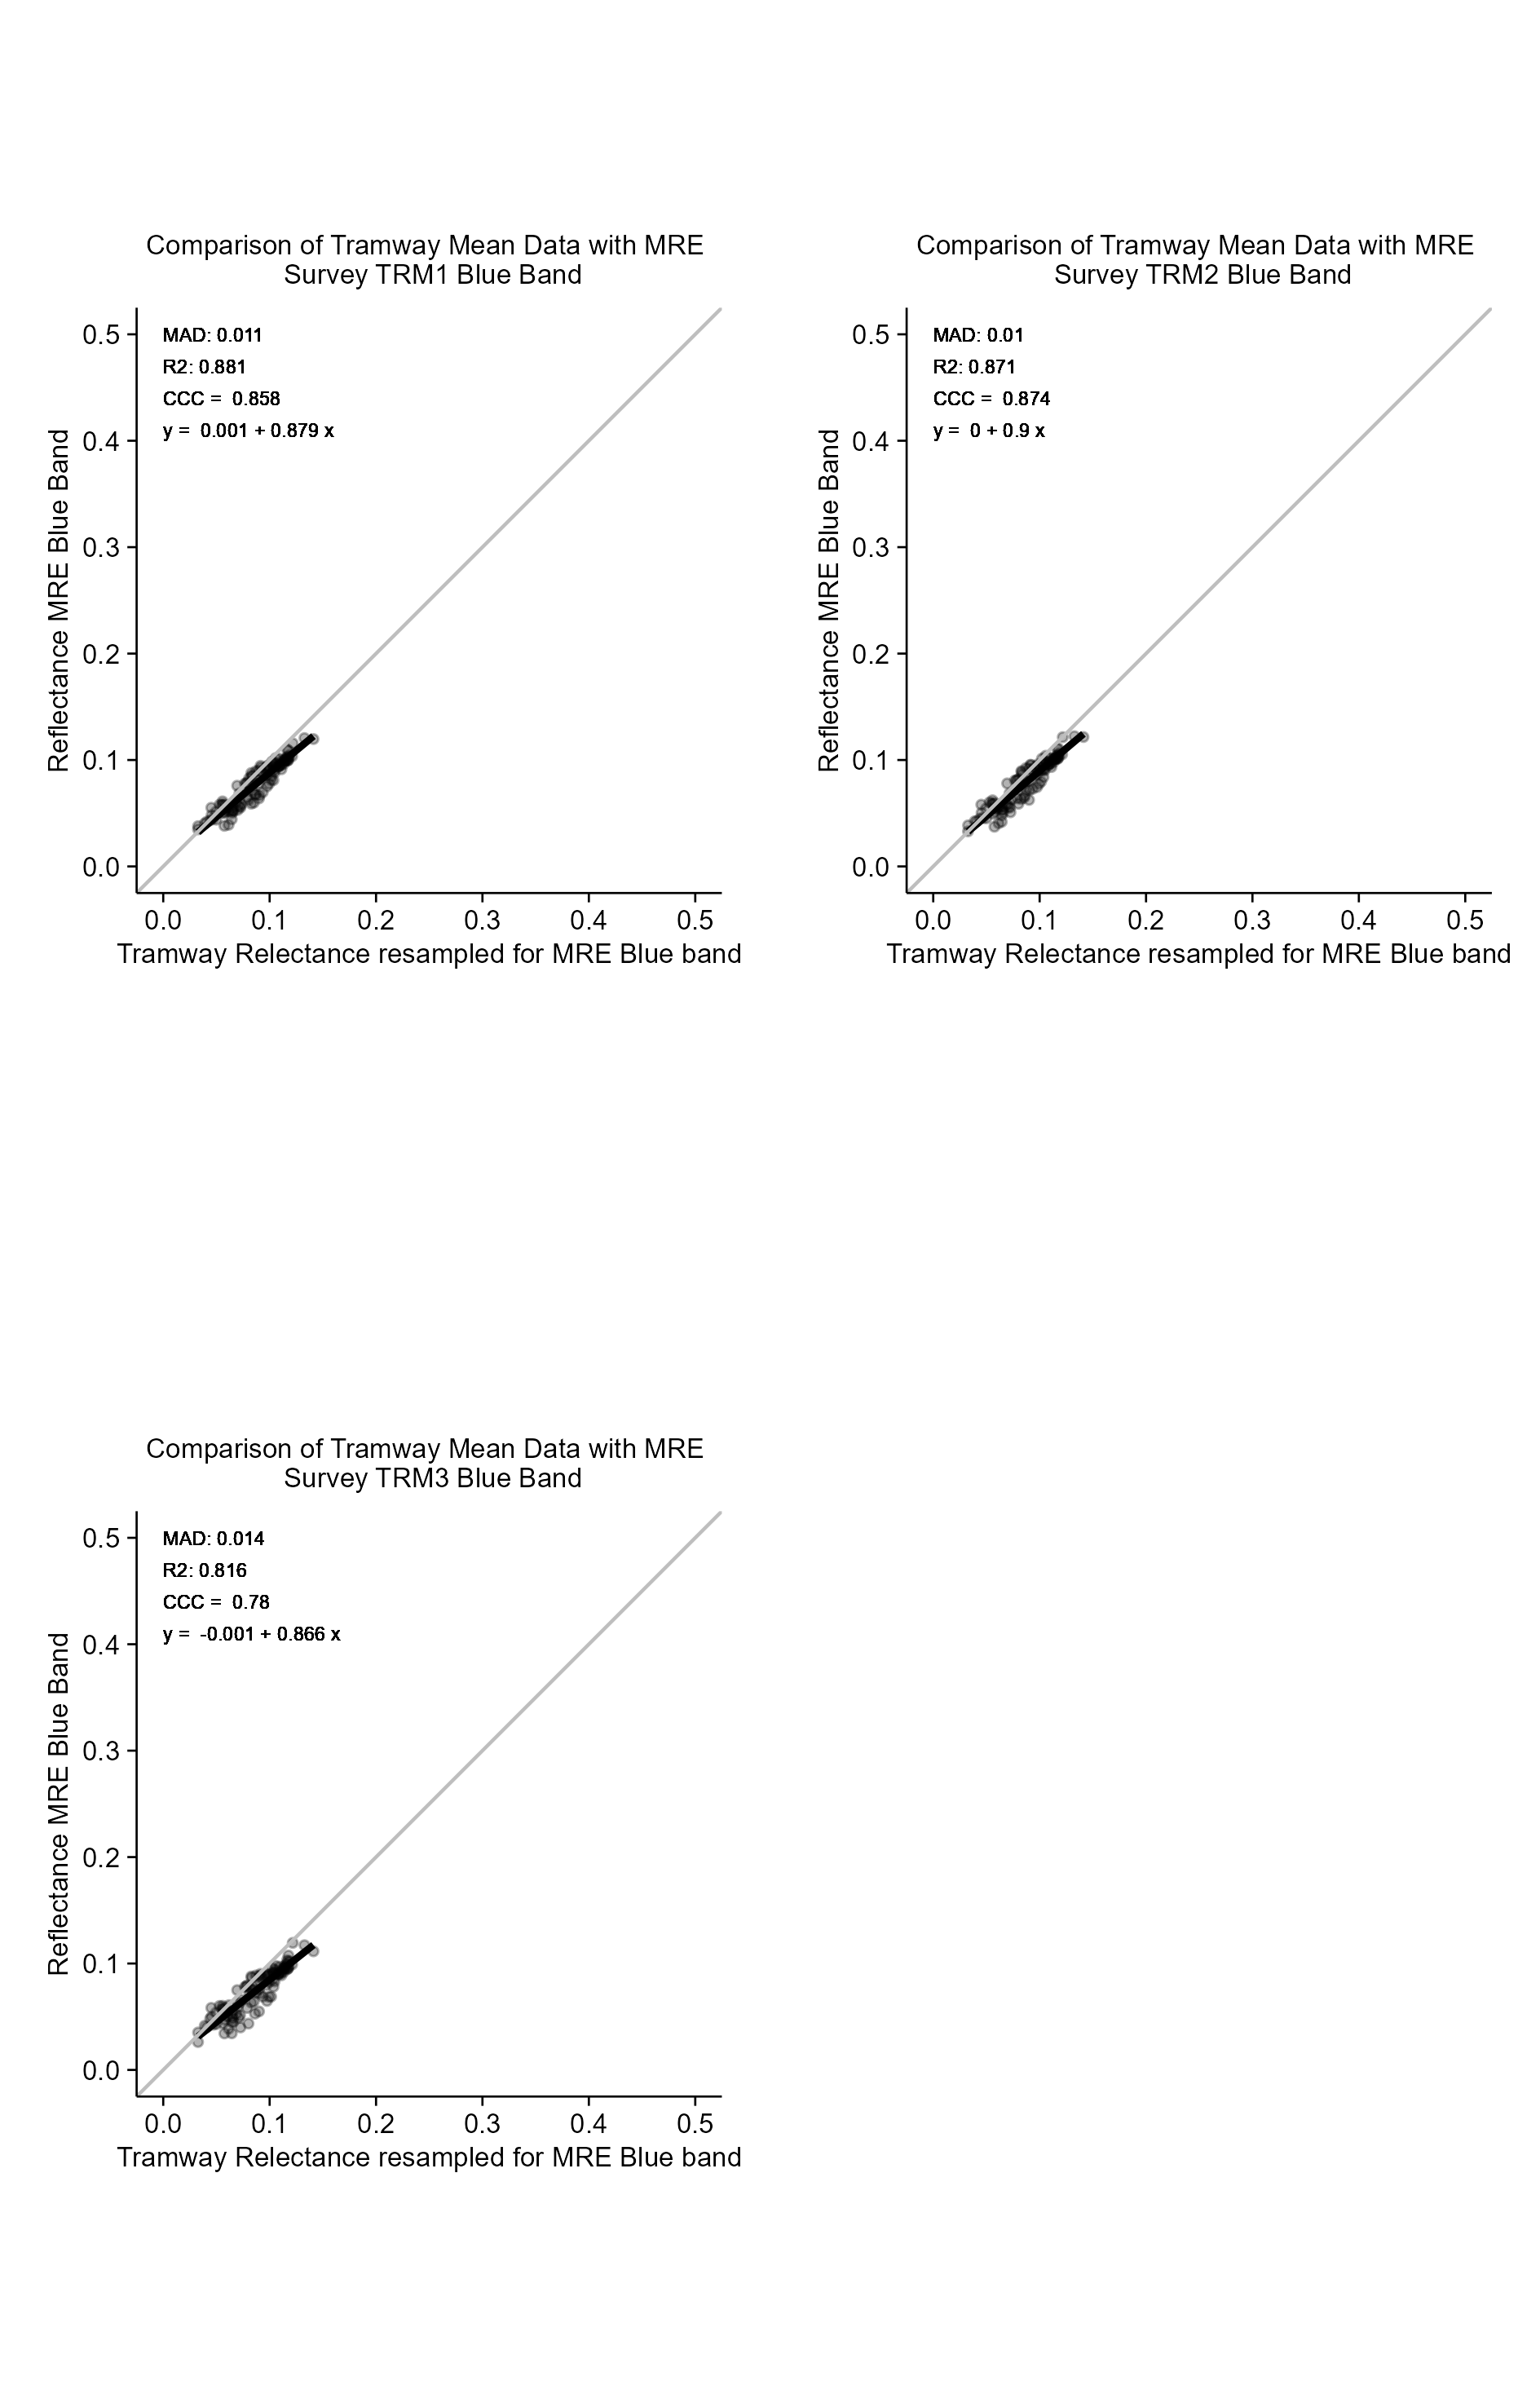 Comparison of Tramway Mean Data with MRE
Survey TRM1 Blue Band
MAD: 0.011
R2: 0.881
CCC =  0.858
y =  0.001 + 0.879 x
Reflectance MRE Blue Band
0.5
0.4
0.3
0.2
0.1
0.0
0.0 0.1 0.2 0.3 0.4 0.5
Tramway Relectance resampled for MRE Blue band
Comparison of Tramway Mean Data with MRE
Survey TRM2 Blue Band
MAD: 0.01
R2: 0.871
CCC =  0.874
y =  0 + 0.9 x
Reflectance MRE Blue Band
0.5
0.4
0.3
0.2
0.1
0.0
0.0 0.1 0.2 0.3 0.4 0.5
Tramway Relectance resampled for MRE Blue band
Comparison of Tramway Mean Data with MRE
Survey TRM3 Blue Band
MAD: 0.014
R2: 0.816
CCC =  0.78
y =  -0.001 + 0.866 x
Reflectance MRE Blue Band
0.5
0.4
0.3
0.2
0.1
0.0
0.0 0.1 0.2 0.3 0.4 0.5
Tramway Relectance resampled for MRE Blue band